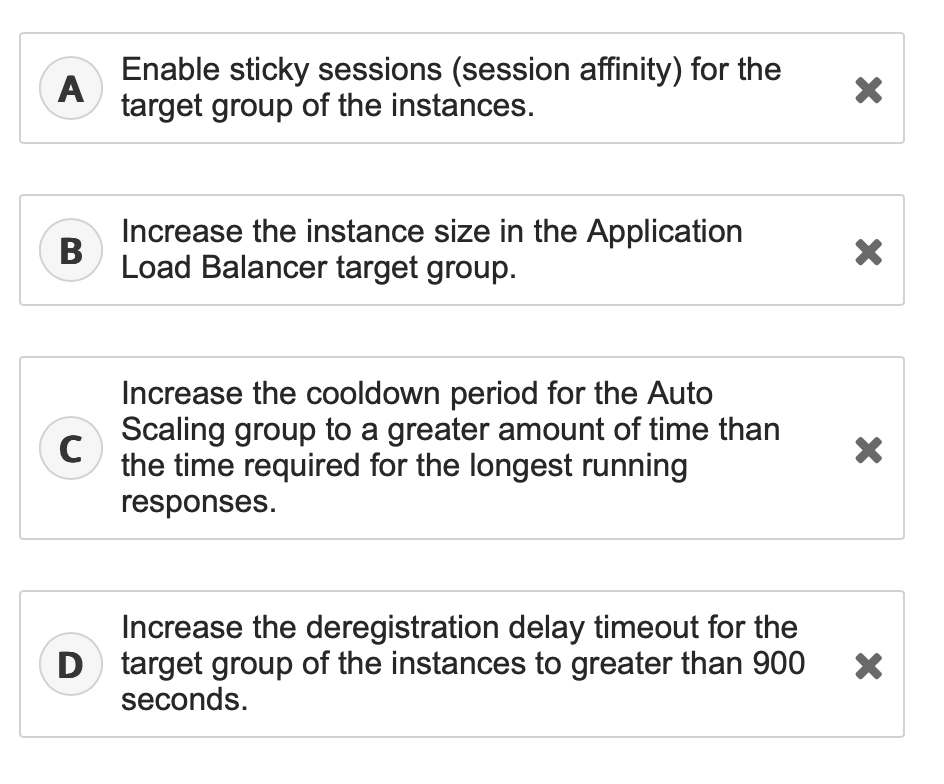 A
Enable sticky sessions (session affinity) for the
target group of the instances.
B
Increase the instance size in the Application
Load Balancer target group.
C
Increase the cooldown period for the Auto
Scaling group to a greater amount of time than
the time required for the longest running
responses.
D
Increase the deregistration delay timeout for the
target group of the instances to greater than 900
seconds.